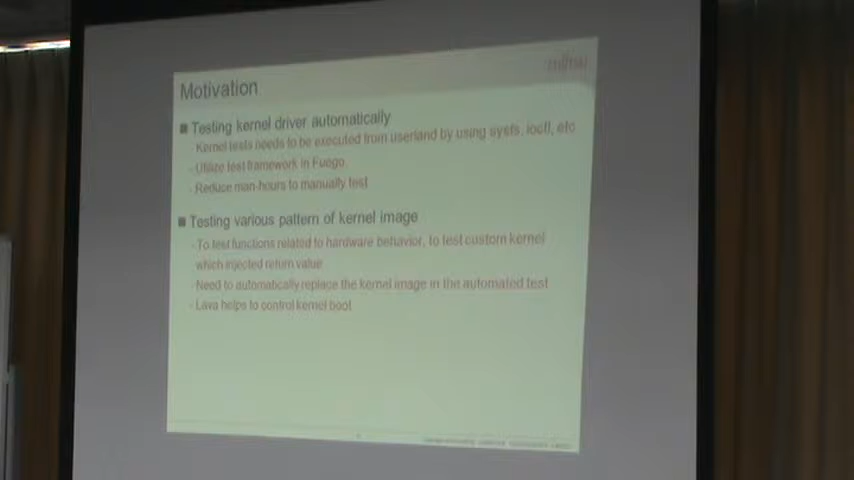 Motivation
■ Testing kernel driver automatically
- Kernel tests needs to be executed from userland by using sysfs, ioctl, etc
- Utilize test framework in Fuego.
- Reduce man-hours to manually test
■ Testing various pattern of kernel image
- To test functions related to hardware behavior, to test custom kernel
which injected return value
- Need to automatically replace the kernel image in the automated test
- Lava helps to control kernel boot